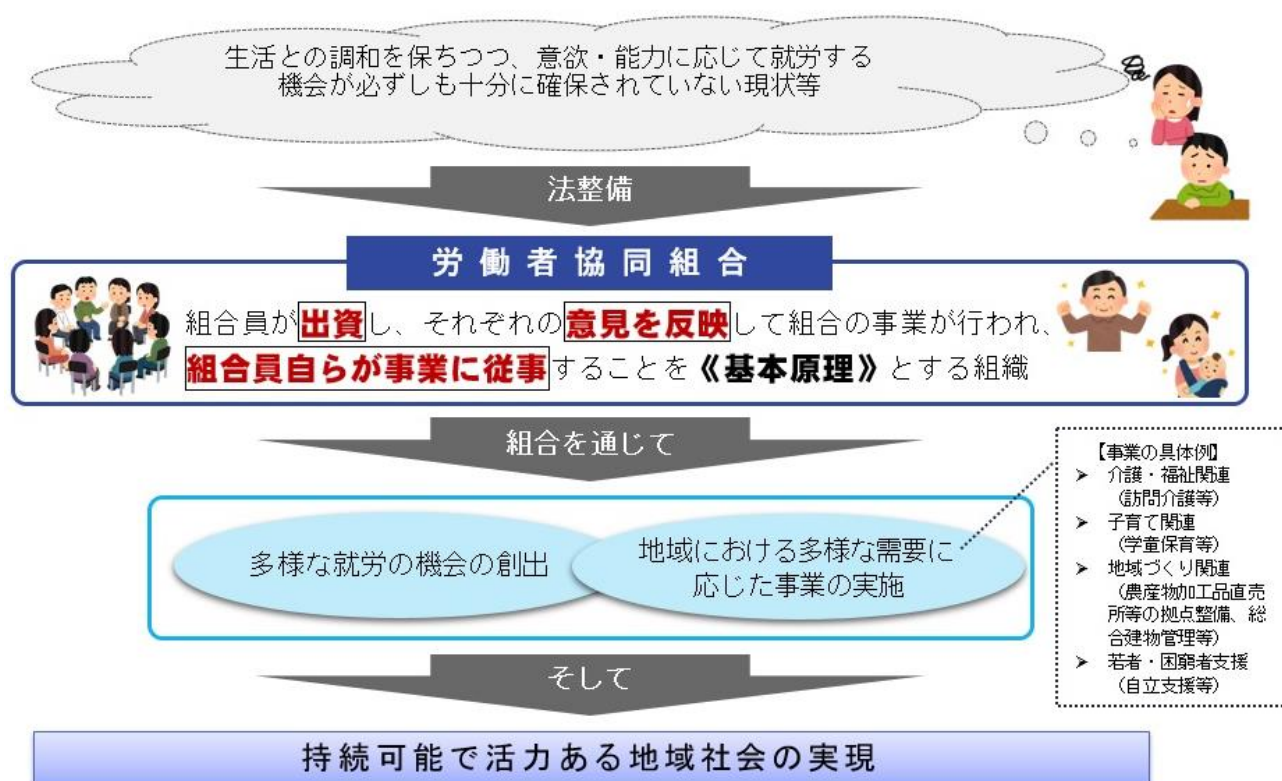 生活との調和を保ちつつ、意欲・能力に応じて就労する
機会が必ずしも十分に確保されていない現状等
法整備
労働者協同組合
組合員が出資し、それぞれの意見を反映して組合の事業が行われ、
組合員自らが事業に従事することを《基本原理》とする組織
組合を通じて
多様な就労の機会の創出
地域における多様な需要に
応じた事業の実施
【事業の具体例】
➤ 介護・福祉関連
（訪問介護等）
➤ 子育て関連
（学童保育等）
➤ 地域づくり関連
（農産物加工品直売
所等の拠点整備、総
合建物管理等）
➤ 若者・困窮者支援
（自立支援等）
そして
持続可能で活力ある地域社会の実現